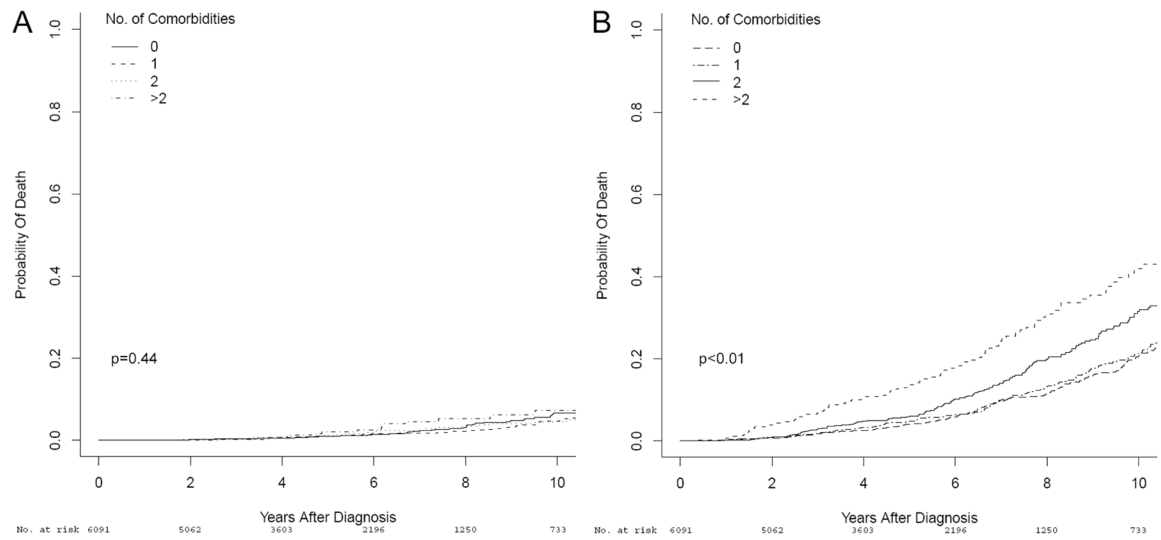 A
No. of Comorbidities
0
1
2
>2
1.0
0.8
0.6
0.4
0.2
0.0
Probability Of Death
p=0.44
0 2 4 6 8 10
Years After Diagnosis
No. at risk 6091 5062 3603 2196 1250 733
B
No. of Comorbidities
0
1
2
>2
1.0
0.8
0.6
0.4
0.2
0.0
Probability Of Death
p<0.01
0 2 4 6 8 10
Years After Diagnosis
No. at risk 6091 5062 3603 2196 1250 733